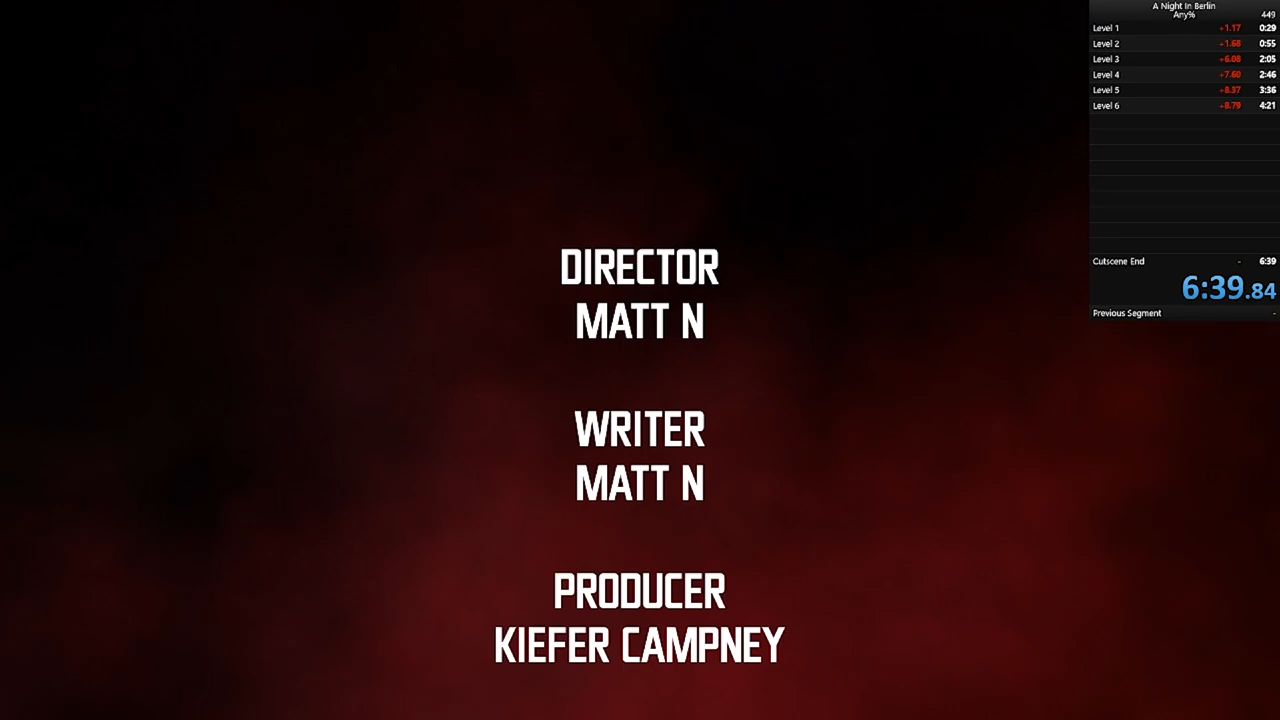 A Night In Berlin
Any% 449
Level 1 +1.17 0:29
Level 2 +1.68 0:55
Level 3 +6.08 2:05
Level 4 +7.60 2:46
Level 5 +8.37 3:36
Level 6 +8.79 4:21
Cutscene End - 6:39
6:39.84
Previous Segment -
DIRECTOR
MATT N
WRITER
MATT N
PRODUCER
KIEFER CAMPNEY